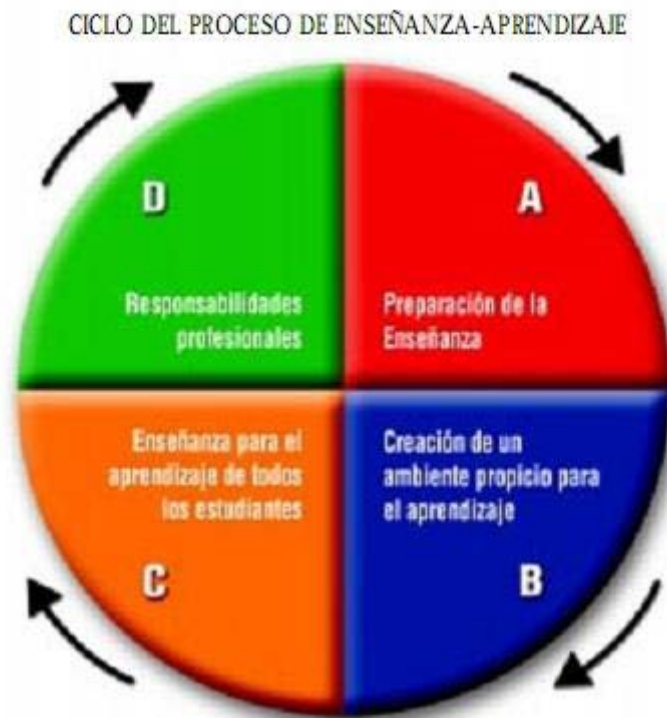 CICLO DEL PROCESO DE ENSEÑANZA-APRENDIZAJE
D
Responsabilidades
profesionales
A
Preparación de la
Enseñanza
Enseñanza para el
aprendizaje de todos
los estudiantes
C
Creación de un
ambiente propicio para
el aprendizaje
B